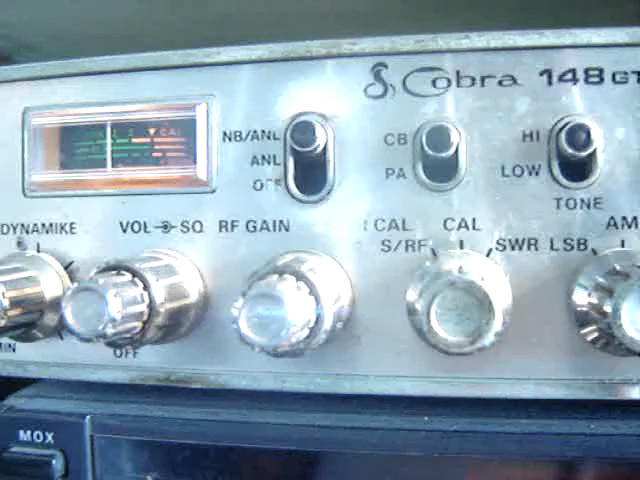 Cobra 148GT
CAL
NB/ANL
ANL
OFF
CB
PA
HI
LOW
TONE
DYNAMIKE
VOL SQ
RF GAIN
CAL
CAL
S/RF
SWR
LSB
AM
MIN
OFF
MOX